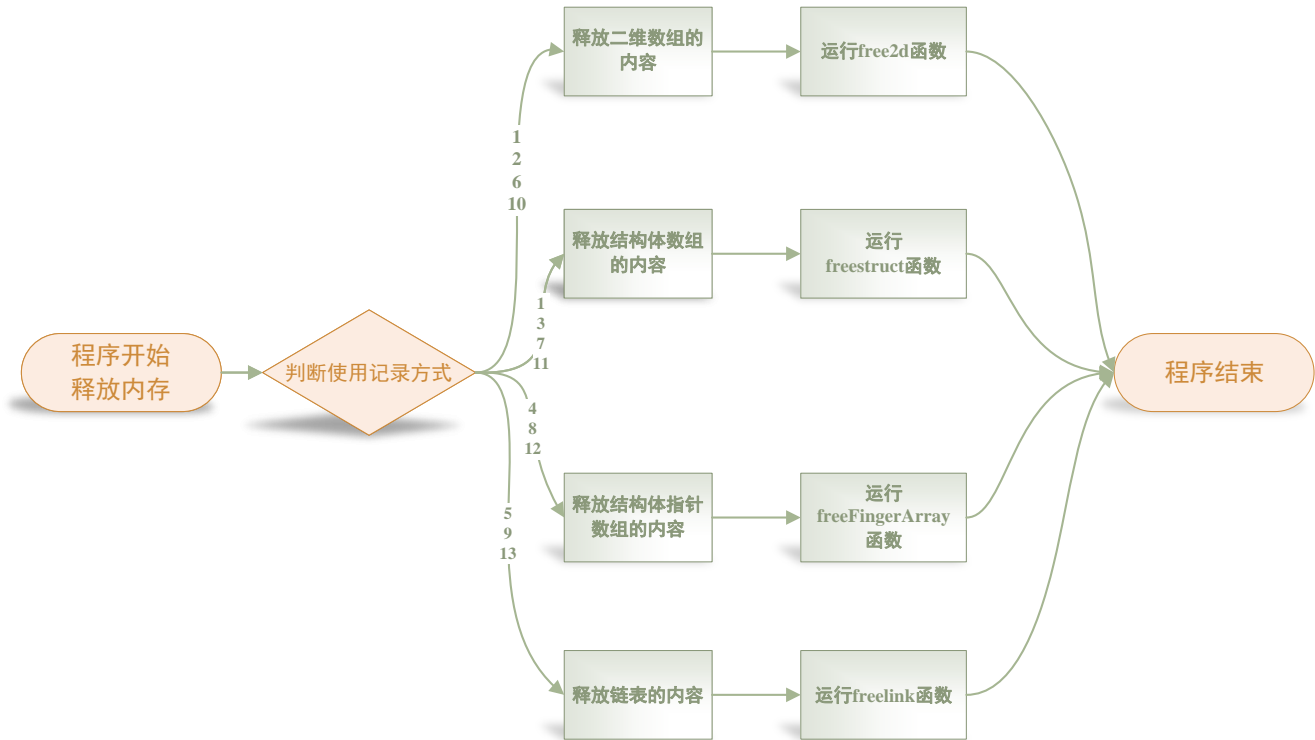 程序开始
释放内存
判断使用记录方式
1
2
6
10
释放二维数组的
内容
运行free2d函数
1
3
7
11
释放结构体数组
的内容
运行
freestruct函数
4
8
12
释放结构体指针
数组的内容
运行
freeFingerArray
函数
5
9
13
释放链表的内容
运行freelink函数
程序结束